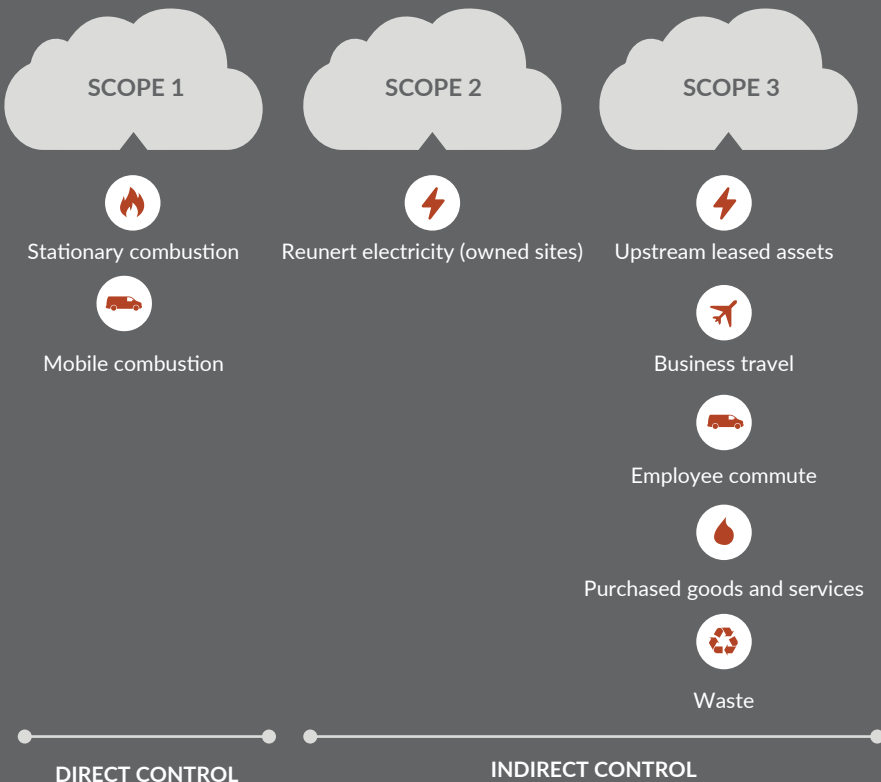 SCOPE 1
SCOPE 2
SCOPE 3
Stationary combustion
Reunert electricity (owned sites)
Upstream leased assets
Mobile combustion
Business travel
Employee commute
Purchased goods and services
Waste
DIRECT CONTROL
INDIRECT CONTROL